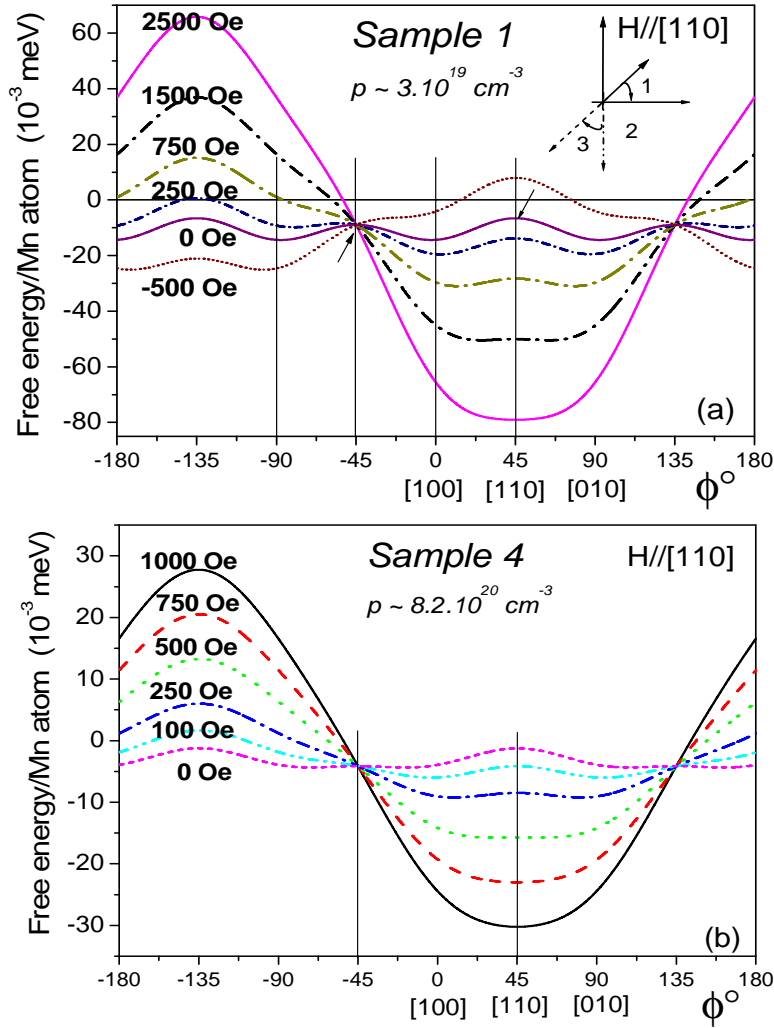 2500 Oe
Sample 1
H//[110]
p ~ 3.10^19 cm^-3
1500 Oe
750 Oe
250 Oe
0 Oe
-500 Oe
1
2
3
Free energy/Mn atom (10^-3 meV)
60
40
20
0
-20
-40
-60
-80
(a)
-180 -135 -90 -45 0 45 90 135 180
[100] [110] [010] ϕ°
1000 Oe
Sample 4
H//[110]
p ~ 8.2.10^20 cm^-3
750 Oe
500 Oe
250 Oe
100 Oe
0 Oe
Free energy/Mn atom (10^-3 meV)
30
20
10
0
-10
-20
-30
(b)
-180 -135 -90 -45 0 45 90 135 180
[100] [110] [010] ϕ°